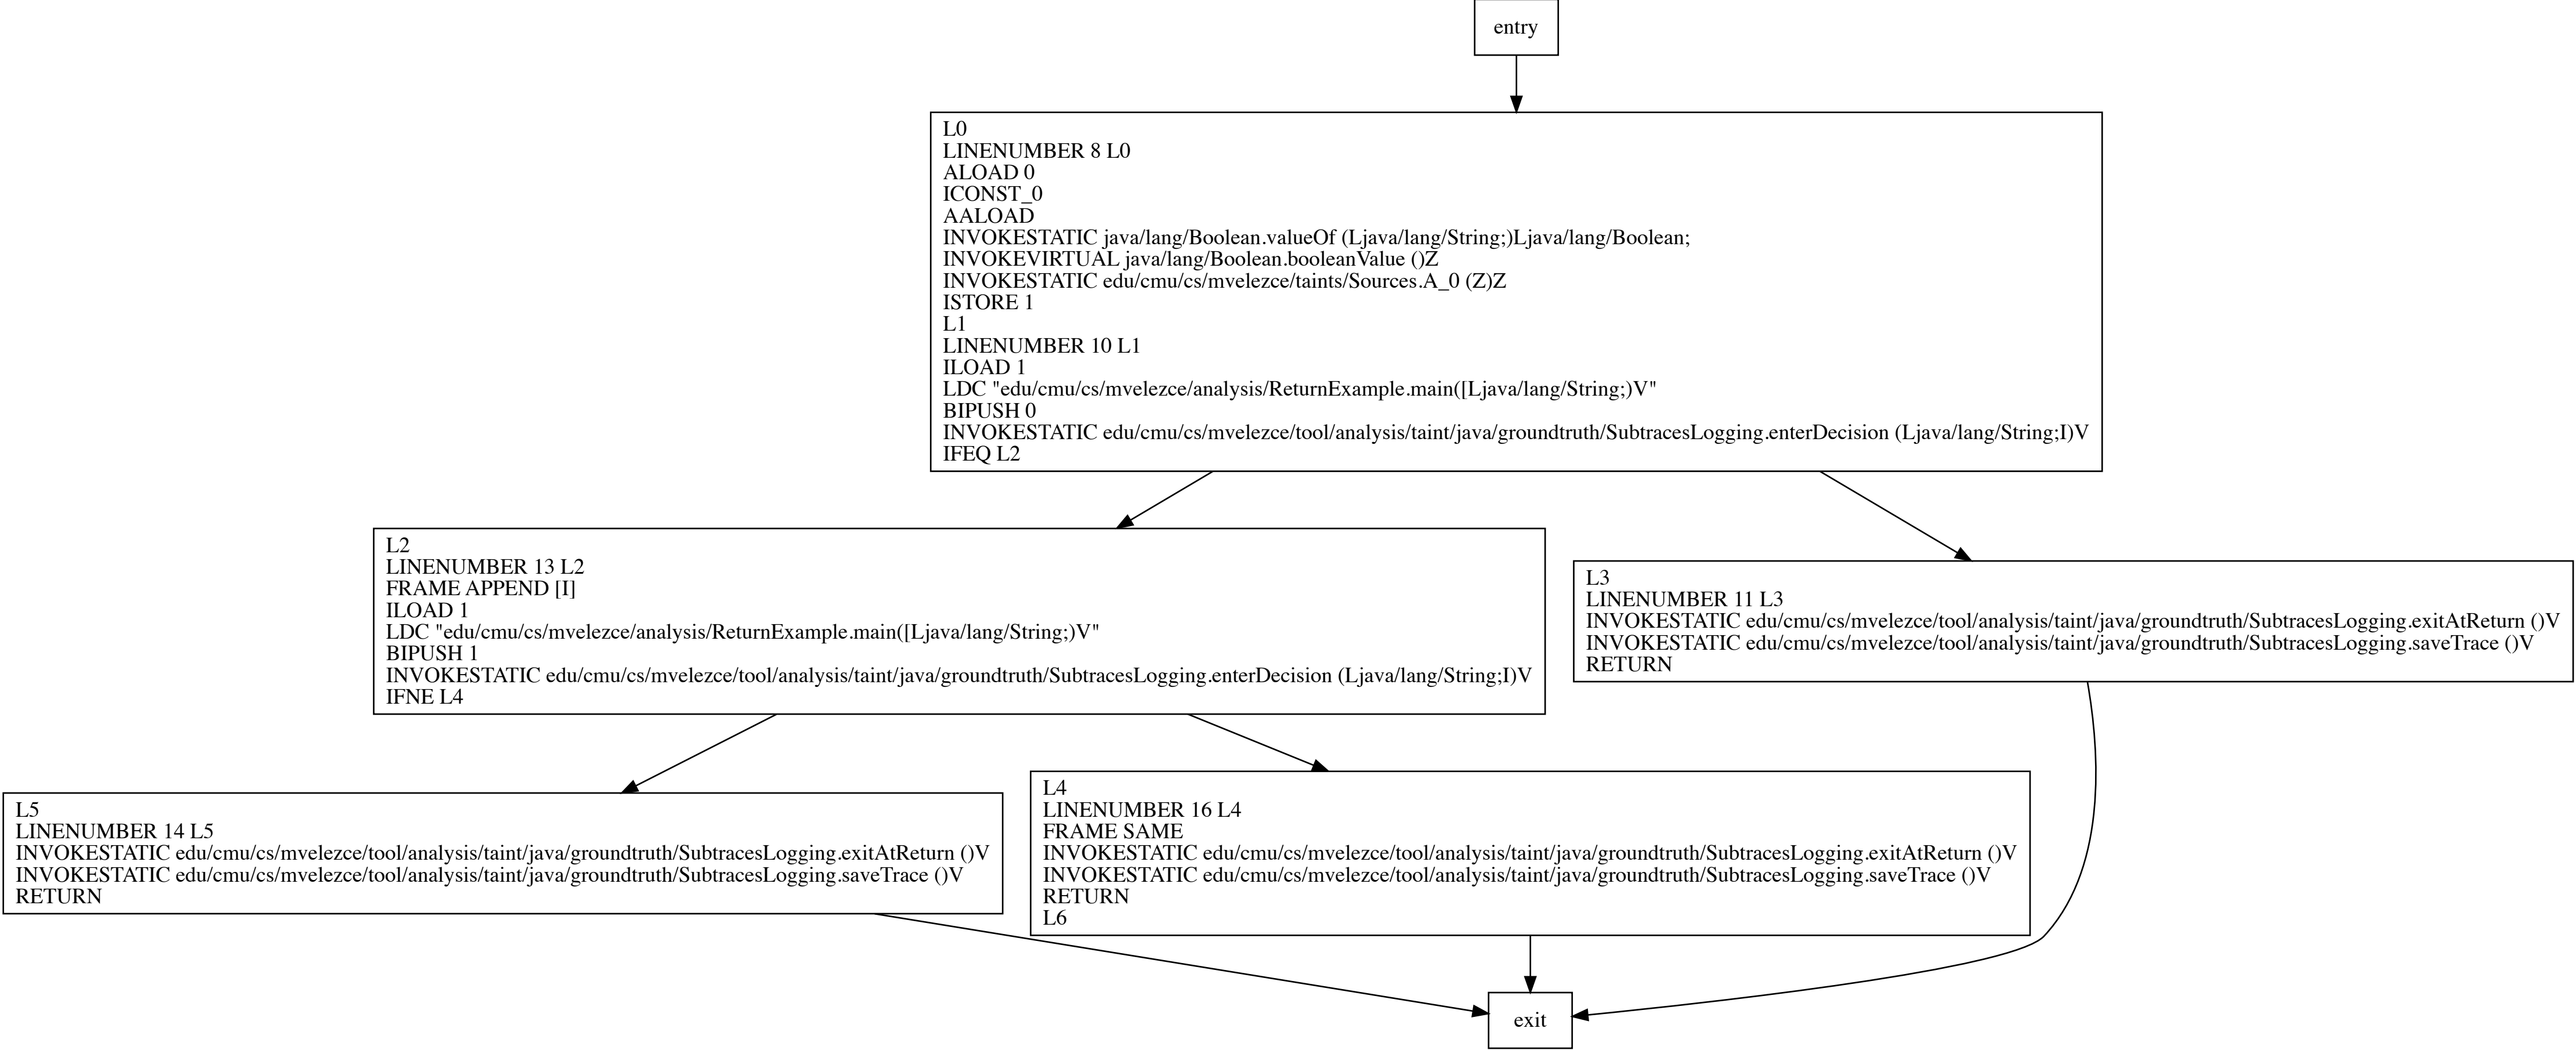 entry
L0
LINENUMBER 8 L0
ALOAD 0
ICONST_0
AALOAD
INVOKESTATIC java/lang/Boolean.valueOf (Ljava/lang/String;)Ljava/lang/Boolean;
INVOKEVIRTUAL java/lang/Boolean.booleanValue ()Z
INVOKESTATIC edu/cmu/cs/mvelezce/taints/Sources.A_0 (Z)Z
ISTORE 1
L1
LINENUMBER 10 L1
ILOAD 1
LDC "edu/cmu/cs/mvelezce/analysis/ReturnExample.main([Ljava/lang/String;)V"
BIPUSH 0
INVOKESTATIC edu/cmu/cs/mvelezce/tool/analysis/taint/java/groundtruth/SubtracesLogging.enterDecision (Ljava/lang/String;I)V
IFEQ L2
L2
LINENUMBER 13 L2
FRAME APPEND [I]
ILOAD 1
LDC "edu/cmu/cs/mvelezce/analysis/ReturnExample.main([Ljava/lang/String;)V"
BIPUSH 1
INVOKESTATIC edu/cmu/cs/mvelezce/tool/analysis/taint/java/groundtruth/SubtracesLogging.enterDecision (Ljava/lang/String;I)V
IFNE L4
L3
LINENUMBER 11 L3
INVOKESTATIC edu/cmu/cs/mvelezce/tool/analysis/taint/java/groundtruth/SubtracesLogging.exitAtReturn ()V
INVOKESTATIC edu/cmu/cs/mvelezce/tool/analysis/taint/java/groundtruth/SubtracesLogging.saveTrace ()V
RETURN
L5
LINENUMBER 14 L5
INVOKESTATIC edu/cmu/cs/mvelezce/tool/analysis/taint/java/groundtruth/SubtracesLogging.exitAtReturn ()V
INVOKESTATIC edu/cmu/cs/mvelezce/tool/analysis/taint/java/groundtruth/SubtracesLogging.saveTrace ()V
RETURN
L4
LINENUMBER 16 L4
FRAME SAME
INVOKESTATIC edu/cmu/cs/mvelezce/tool/analysis/taint/java/groundtruth/SubtracesLogging.exitAtReturn ()V
INVOKESTATIC edu/cmu/cs/mvelezce/tool/analysis/taint/java/groundtruth/SubtracesLogging.saveTrace ()V
RETURN
L6
exit